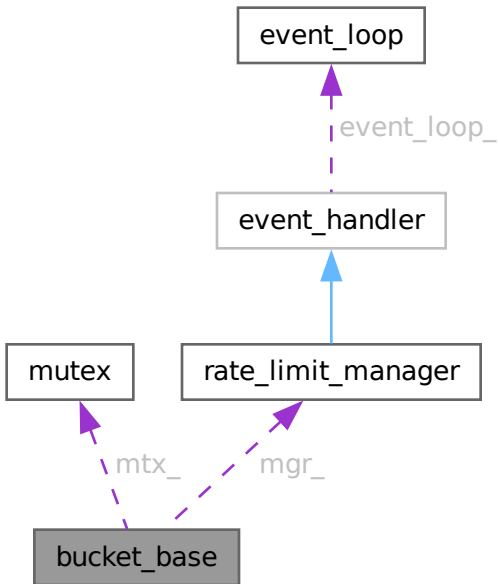 event_loop
event_loop_
event_handler
mutex
rate_limit_manager
mtx_
mgr_
bucket_base